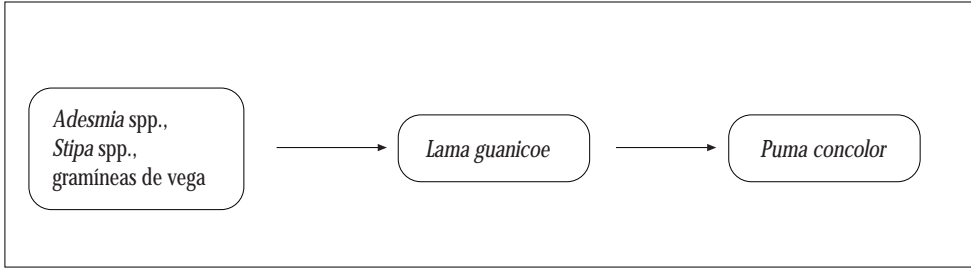 Adesmia spp.,
Stipa spp.,
gramíneas de vega
Lama guanicoe
Puma concolor